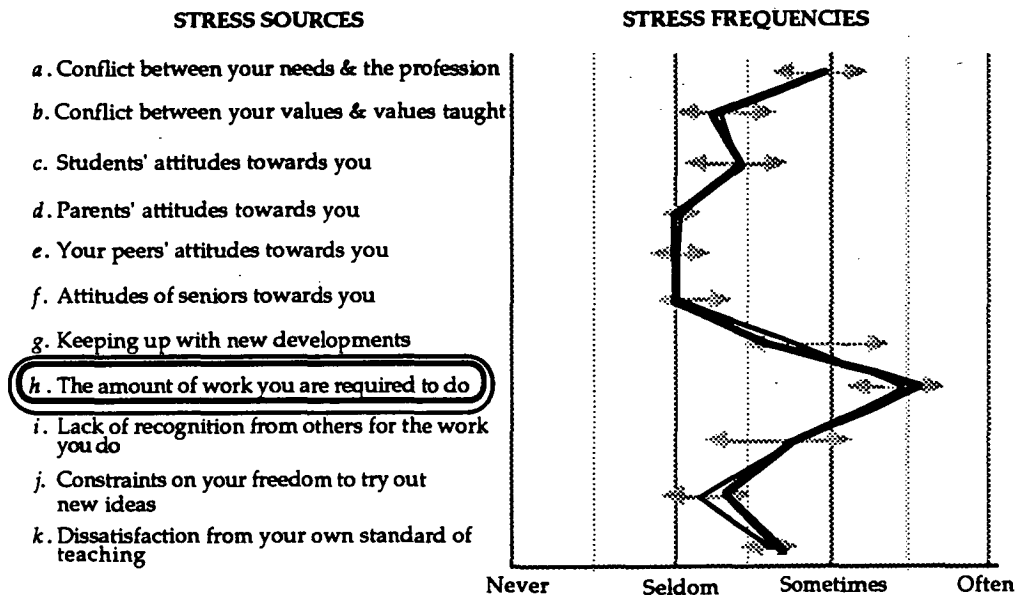 STRESS SOURCES
STRESS FREQUENCIES
a. Conflict between your needs & the profession
b. Conflict between your values & values taught
c. Students' attitudes towards you
d. Parents' attitudes towards you
e. Your peers' attitudes towards you
f. Attitudes of seniors towards you
g. Keeping up with new developments
h. The amount of work you are required to do
i. Lack of recognition from others for the work
you do
j. Constraints on your freedom to try out
new ideas
k. Dissatisfaction from your own standard of
teaching
Never Seldom Sometimes Often